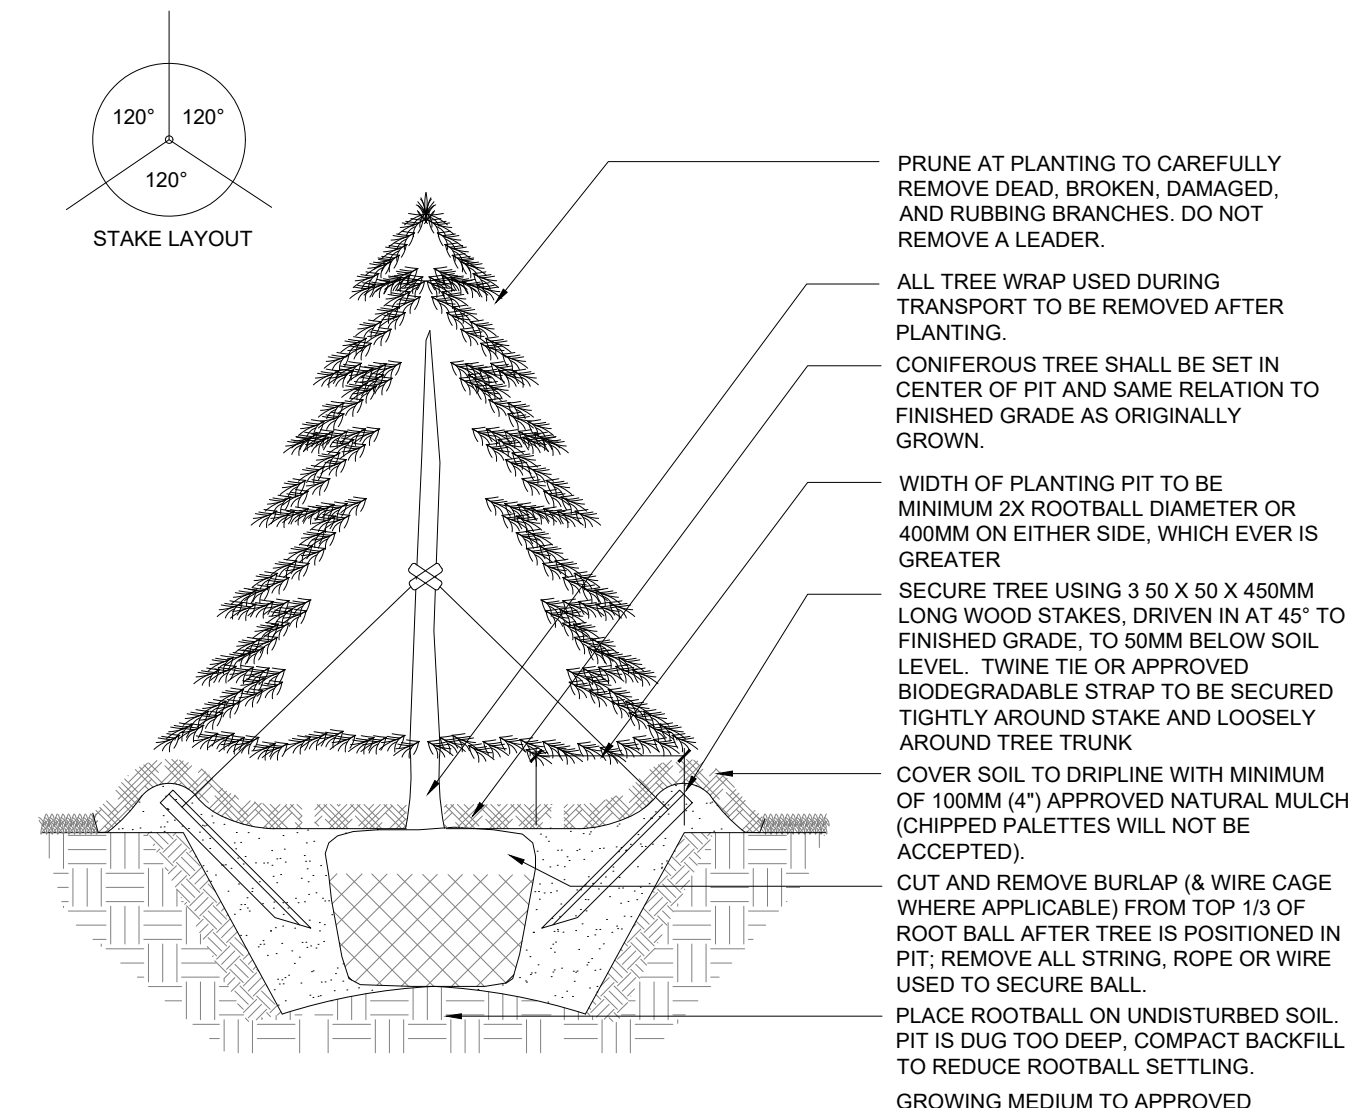 120° 120°
120°
STAKE LAYOUT
PRUNE AT PLANTING TO CAREFULLY
REMOVE DEAD, BROKEN, DAMAGED,
AND RUBBING BRANCHES. DO NOT
REMOVE A LEADER.
ALL TREE WRAP USED DURING
TRANSPORT TO BE REMOVED AFTER
PLANTING.
CONIFEROUS TREE SHALL BE SET IN
CENTER OF PIT AND SAME RELATION TO
FINISHED GRADE AS ORIGINALLY
GROWN.
WIDTH OF PLANTING PIT TO BE
MINIMUM 2X ROOTBALL DIAMETER OR
400MM ON EITHER SIDE, WHICH EVER IS
GREATER
SECURE TREE USING 3 50 X 50 X 450MM
LONG WOOD STAKES, DRIVEN IN AT 45° TO
FINISHED GRADE, TO 50MM BELOW SOIL
LEVEL. TWINE TIE OR APPROVED
BIODEGRADABLE STRAP TO BE SECURED
TIGHTLY AROUND STAKE AND LOOSELY
AROUND TREE TRUNK
COVER SOIL TO DRIPLINE WITH MINIMUM
OF 100MM (4") APPROVED NATURAL MULCH
(CHIPPED PALETTES WILL NOT BE
ACCEPTED).
CUT AND REMOVE BURLAP (& WIRE CAGE
WHERE APPLICABLE) FROM TOP 1/3 OF
ROOT BALL AFTER TREE IS POSITIONED IN
PIT; REMOVE ALL STRING, ROPE OR WIRE
USED TO SECURE BALL.
PLACE ROOTBALL ON UNDISTURBED SOIL.
PIT IS DUG TOO DEEP, COMPACT BACKFILL
TO REDUCE ROOTBALL SETTLING.
GROWING MEDIUM TO APPROVED